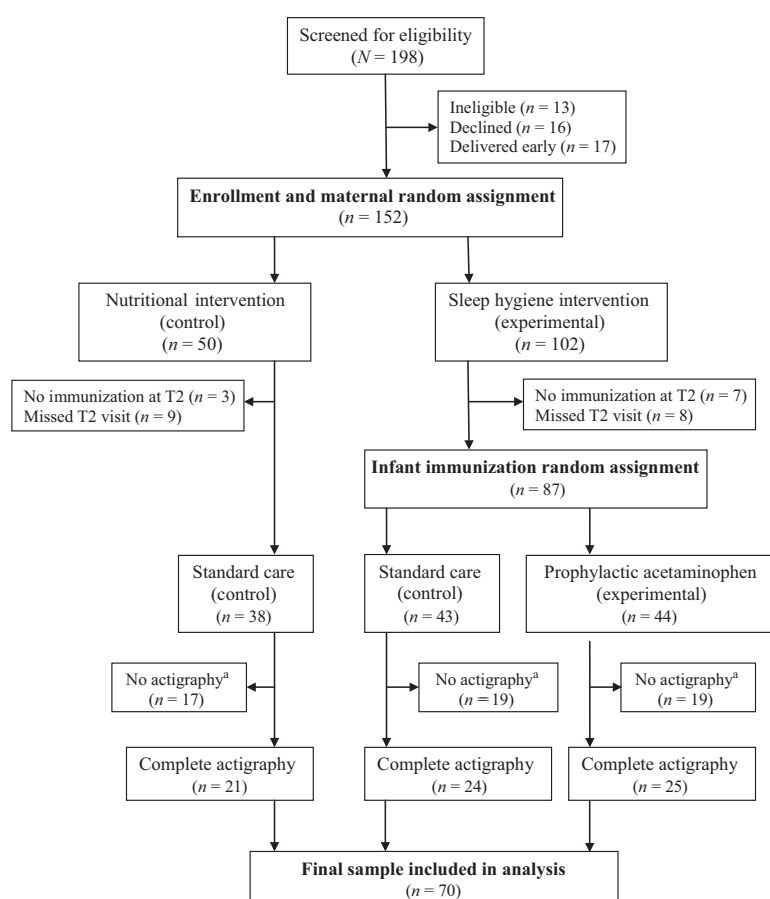 Screened for eligibility
(N = 198)
Ineligible (n = 13)
Declined (n = 16)
Delivered early (n = 17)
Enrollment and maternal random assignment
(n = 152)
Nutritional intervention
(control)
(n = 50)
Sleep hygiene intervention
(experimental)
(n = 102)
No immunization at T2 (n = 3)
Missed T2 visit (n = 9)
No immunization at T2 (n = 7)
Missed T2 visit (n = 8)
Infant immunization random assignment
(n = 87)
Standard care
(control)
(n = 38)
Standard care
(control)
(n = 43)
Prophylactic acetaminophen
(experimental)
(n = 44)
No actigraphyᵃ
(n = 17)
No actigraphyᵃ
(n = 19)
No actigraphyᵃ
(n = 19)
Complete actigraphy
(n = 21)
Complete actigraphy
(n = 24)
Complete actigraphy
(n = 25)
Final sample included in analysis
(n = 70)